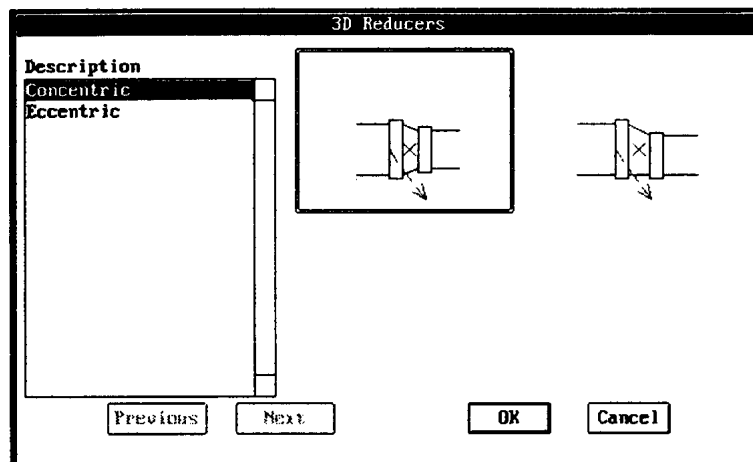 3D Reducers
Description
Concentric
Eccentric
Previous
Next
OK
Cancel